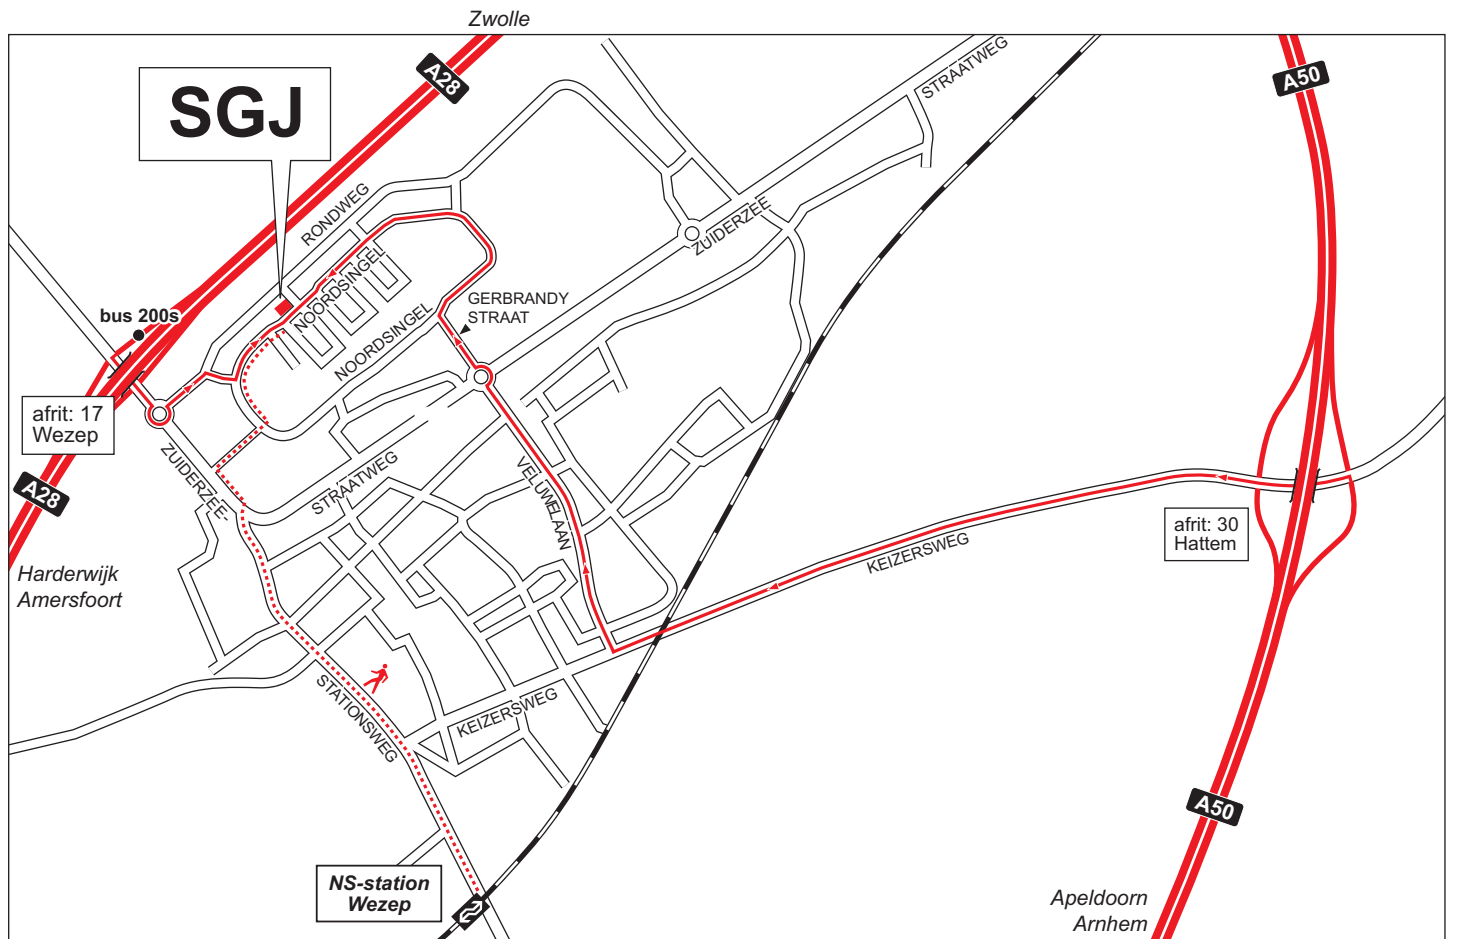 Zwolle
A28
A50
SGJ
STRAATWEG
RONDWEG
ZUIDERZEE
NOORDSINGEL
GERBRANDY
STRAAT
bus 200s
NOORDSINGEL
afrit: 17
Wezep
ZUIDERZEE-
STRAATWEG
VELUWELAAN
A28
afrit: 30
Hattem
KEIZERSWEG
Harderwijk
Amersfoort
STATIONSWEG
KEIZERSWEG
A50
NS-station
Wezep
Apeldoorn
Arnhem